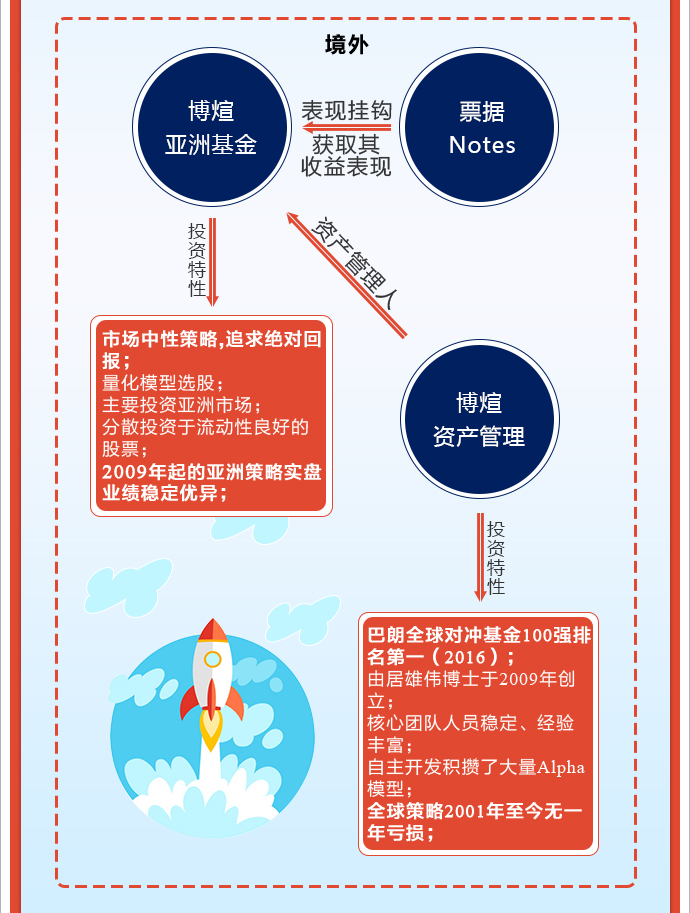 境外
博煊
亚洲基金
表现挂钩
获取其
收益表现
票据
Notes
投资特性
资产管理人
市场中性策略,追求绝对回
报；
量化模型选股；
主要投资亚洲市场；
分散投资于流动性良好的
股票；
2009年起的亚洲策略实盘
业绩稳定优异；
博煊
资产管理
投资特性
巴朗全球对冲基金100强排
名第一（2016）；
由居雄伟博士于2009年创
立；
核心团队人员稳定、经验
丰富；
自主开发积攒了大量Alpha
模型；
全球策略2001年至今无一
年亏损；